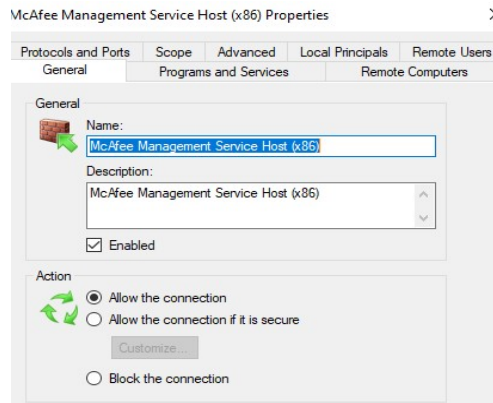 McAfee Management Service Host (x86) Properties
Protocols and Ports Scope Advanced Local Principals Remote Users
General Programs and Services Remote Computers
General
Name:
McAfee Management Service Host (x86)
Description:
McAfee Management Service Host (x86)
Enabled
Action
Allow the connection
Allow the connection if it is secure
Customize...
Block the connection